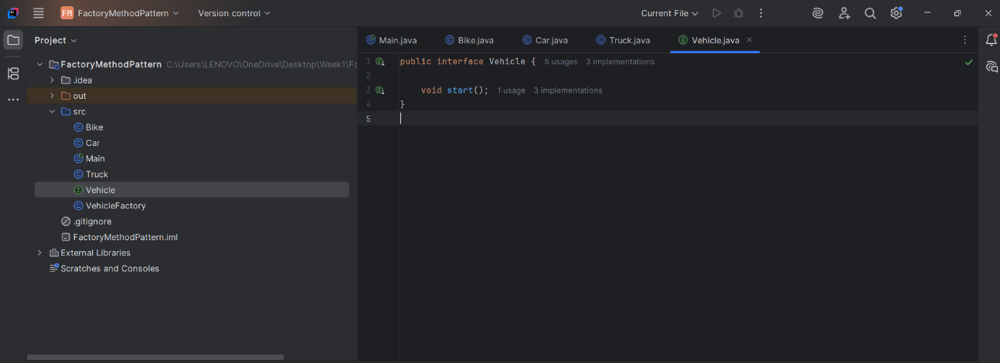 FM FactoryMethodPattern Version control Current File
Project
Main.java Bike.java Car.java Truck.java Vehicle.java
FactoryMethodPattern C:\Users\LENOVO\OneDrive\Desktop\Week1\Fa
.idea
out
src
Bike
Car
Main
Truck
Vehicle
VehicleFactory
.gitignore
FactoryMethodPattern.iml
External Libraries
Scratches and Consoles
1 public interface Vehicle { 5 usages 3 implementations
2
3 void start(); 1 usage 3 implementations
4 }
5